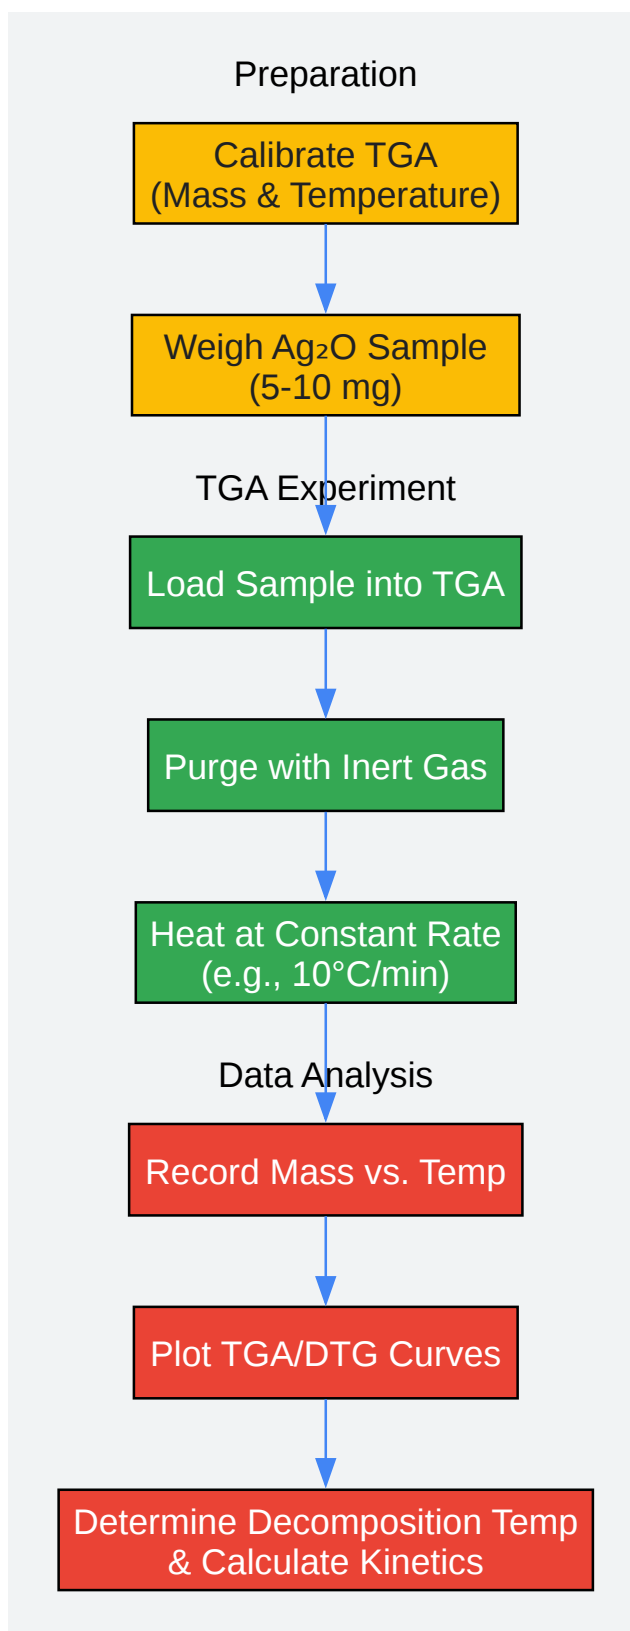 Preparation
Calibrate TGA
(Mass & Temperature)
Weigh Ag₂O Sample
(5-10 mg)
TGA Experiment
Load Sample into TGA
Purge with Inert Gas
Heat at Constant Rate
(e.g., 10°C/min)
Data Analysis
Record Mass vs. Temp
Plot TGA/DTG Curves
Determine Decomposition Temp
& Calculate Kinetics